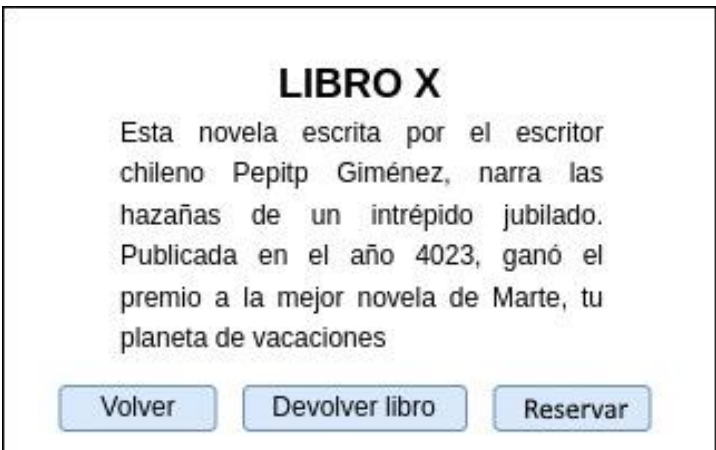 LIBRO X
Esta novela escrita por el escritor
chileno Pepitp Giménez, narra las
hazañas de un intrépido jubilado.
Publicada en el año 4023, ganó el
premio a la mejor novela de Marte, tu
planeta de vacaciones
Volver Devolver libro Reservar